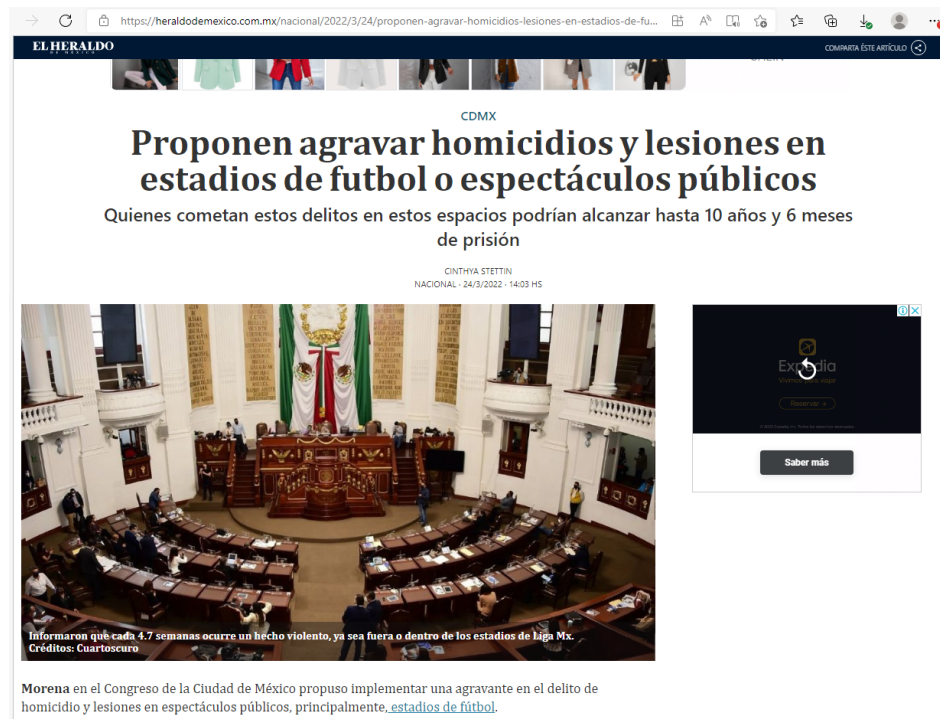 https://heraldodemexico.com.mx/nacional/2022/3/24/proponen-agravar-homicidios-lesiones-en-estadios-de-fu...
EL HERALDO
DE MÉXICO
COMPARTA ÉSTE ARTÍCULO
CDMX
Proponen agravar homicidios y lesiones en
estadios de futbol o espectáculos públicos
Quienes cometan estos delitos en estos espacios podrían alcanzar hasta 10 años y 6 meses
de prisión
CINTHYA STETTIN
NACIONAL · 24/3/2022 · 14:03 HS
Expedia
Reservar
Saber más
Informaron que cada 4.7 semanas ocurre un hecho violento, ya sea fuera o dentro de los estadios de Liga Mx.
Créditos: Cuartoscuro
Morena en el Congreso de la Ciudad de México propuso implementar una agravante en el delito de
homicidio y lesiones en espectáculos públicos, principalmente, estadios de fútbol.